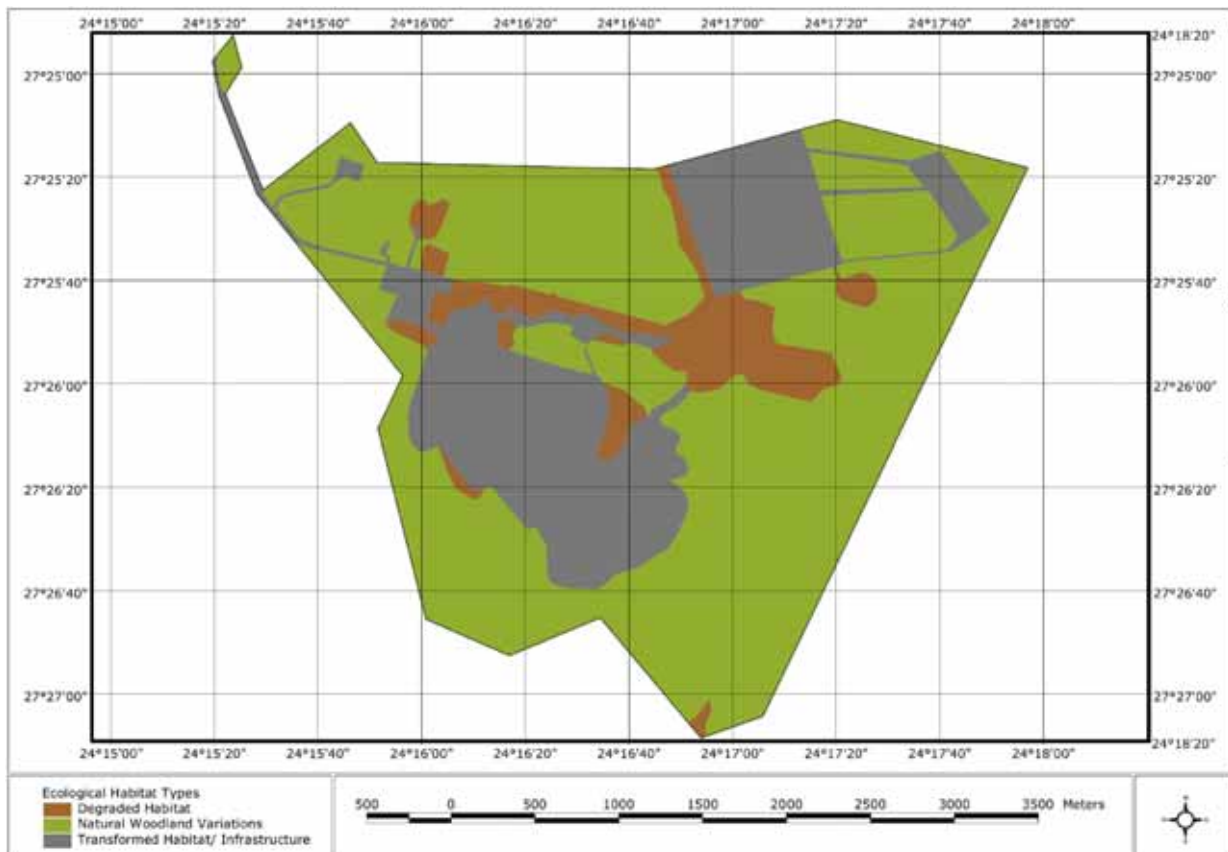 24°15'00" 24°15'20" 24°15'40" 24°16'00" 24°16'20" 24°16'40" 24°17'00" 24°17'20" 24°17'40" 24°18'00"
24°18'20"
27°25'00" 27°25'00"
27°25'20" 27°25'20"
27°25'40" 27°25'40"
27°26'00" 27°26'00"
27°26'20" 27°26'20"
27°26'40" 27°26'40"
27°27'00" 27°27'00"
24°18'20"
24°15'00" 24°15'20" 24°15'40" 24°16'00" 24°16'20" 24°16'40" 24°17'00" 24°17'20" 24°17'40" 24°18'00"
Ecological Habitat Types
Degraded Habitat
Natural Woodland Variations
Transformed Habitat/ Infrastructure
500 0 500 1000 1500 2000 2500 3000 3500 Meters